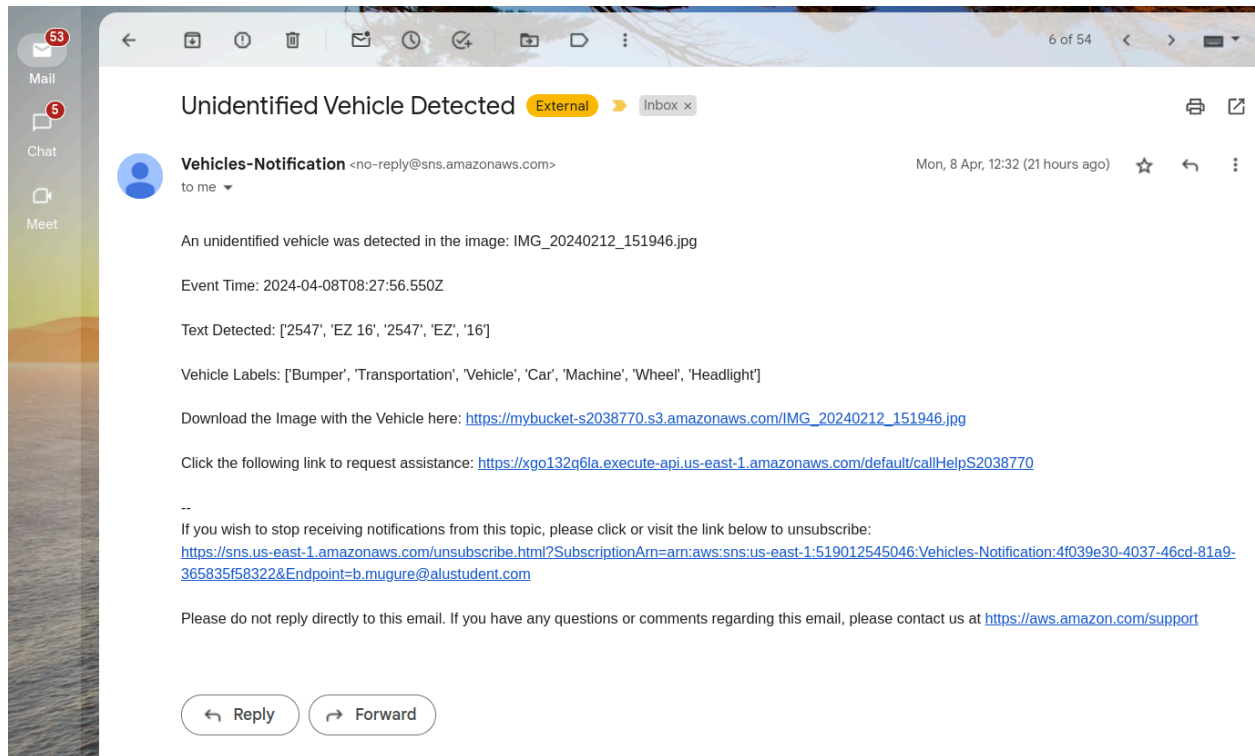 53
6 of 54
Mail
Unidentified Vehicle Detected External Inbox ×
5
Chat
Vehicles-Notification <no-reply@sns.amazonaws.com> Mon, 8 Apr, 12:32 (21 hours ago)
to me
Meet
An unidentified vehicle was detected in the image: IMG_20240212_151946.jpg
Event Time: 2024-04-08T08:27:56.550Z
Text Detected: ['2547', 'EZ 16', '2547', 'EZ', '16']
Vehicle Labels: ['Bumper', 'Transportation', 'Vehicle', 'Car', 'Machine', 'Wheel', 'Headlight']
Download the Image with the Vehicle here: https://mybucket-s2038770.s3.amazonaws.com/IMG_20240212_151946.jpg
Click the following link to request assistance: https://xgo132q6la.execute-api.us-east-1.amazonaws.com/default/callHelpS2038770
--
If you wish to stop receiving notifications from this topic, please click or visit the link below to unsubscribe:
https://sns.us-east-1.amazonaws.com/unsubscribe.html?SubscriptionArn=arn:aws:sns:us-east-1:519012545046:Vehicles-Notification:4f039e30-4037-46cd-81a9-
365835f58322&Endpoint=b.mugure@alustudent.com
Please do not reply directly to this email. If you have any questions or comments regarding this email, please contact us at https://aws.amazon.com/support
Reply Forward